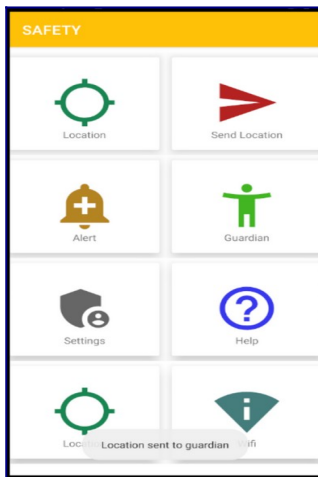 SAFETY
Location
Send Location
Alert
Guardian
Settings
Help
Location sent to guardian